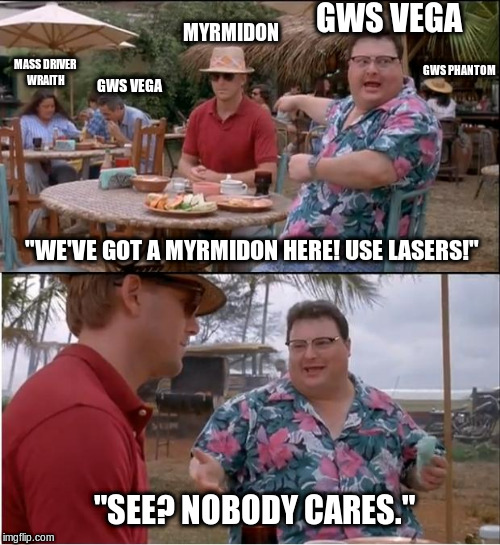 GWS VEGA
MYRMIDON
MASS DRIVER
WRAITH
GWS PHANTOM
GWS VEGA
"WE'VE GOT A MYRMIDON HERE! USE LASERS!"
"SEE? NOBODY CARES."
imgflip.com